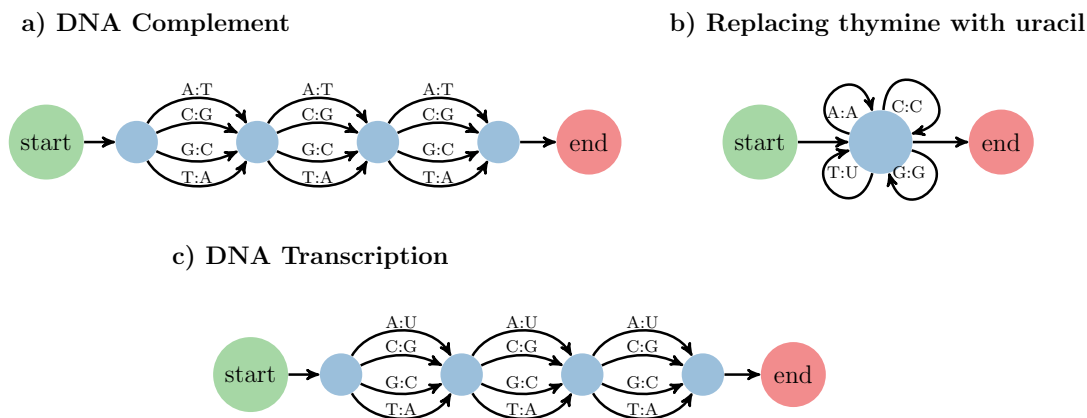 a) DNA Complement
b) Replacing thymine with uracil
A:T A:T A:T
C:G C:G C:G
start
G:C G:C G:C
T:A T:A T:A
end
A:A C:C
start
T:U G:G
end
c) DNA Transcription
A:U A:U A:U
C:G C:G C:G
start
G:C G:C G:C
T:A T:A T:A
end